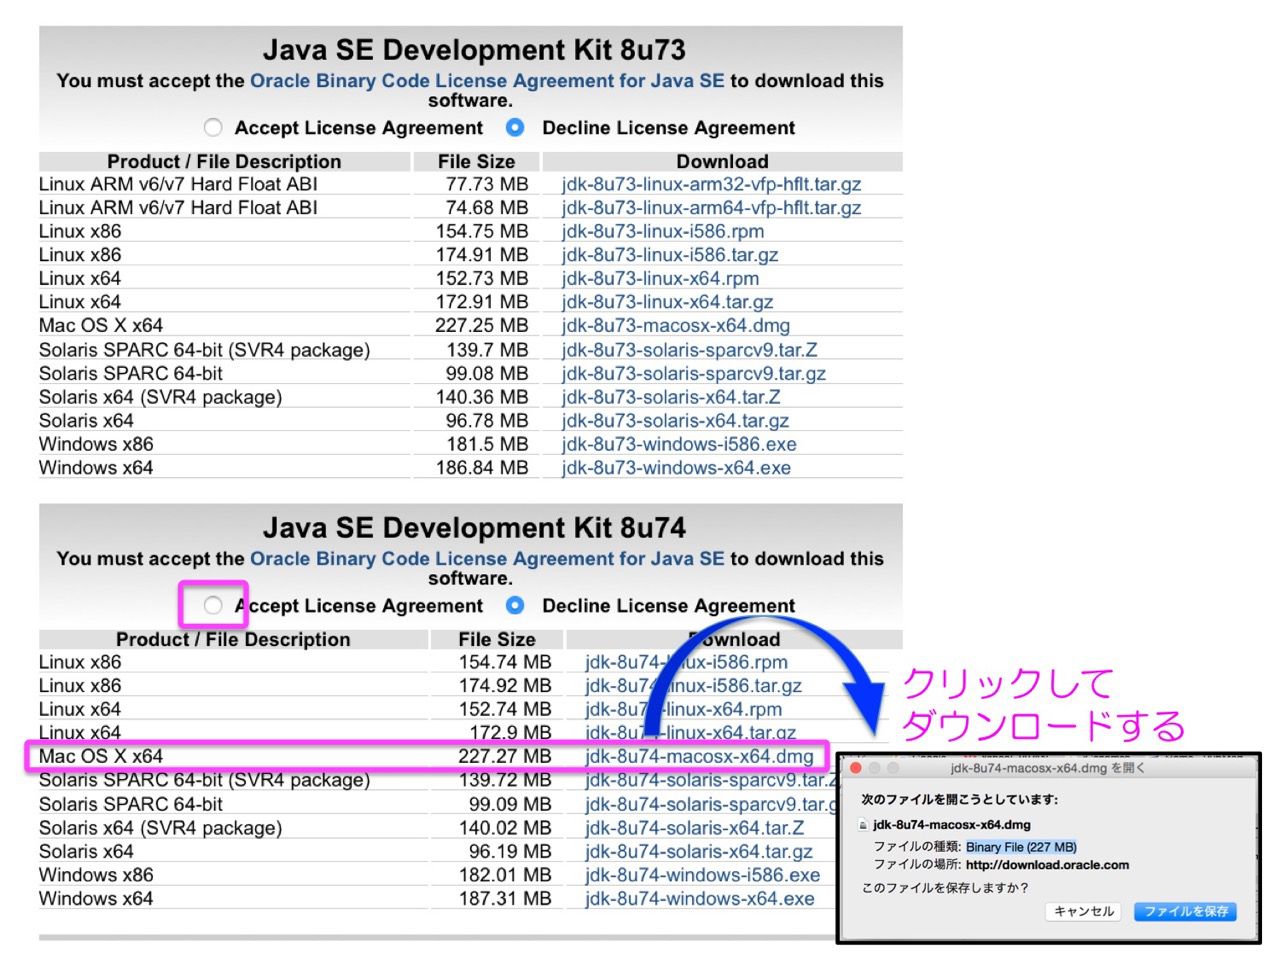 Java SE Development Kit 8u73
You must accept the Oracle Binary Code License Agreement for Java SE to download this
software.
Accept License Agreement Decline License Agreement
Product / File Description File Size Download
Linux ARM v6/v7 Hard Float ABI 77.73 MB jdk-8u73-linux-arm32-vfp-hflt.tar.gz
Linux ARM v6/v7 Hard Float ABI 74.68 MB jdk-8u73-linux-arm64-vfp-hflt.tar.gz
Linux x86 154.75 MB jdk-8u73-linux-i586.rpm
Linux x86 174.91 MB jdk-8u73-linux-i586.tar.gz
Linux x64 152.73 MB jdk-8u73-linux-x64.rpm
Linux x64 172.91 MB jdk-8u73-linux-x64.tar.gz
Mac OS X x64 227.25 MB jdk-8u73-macosx-x64.dmg
Solaris SPARC 64-bit (SVR4 package) 139.7 MB jdk-8u73-solaris-sparcv9.tar.Z
Solaris SPARC 64-bit 99.08 MB jdk-8u73-solaris-sparcv9.tar.gz
Solaris x64 (SVR4 package) 140.36 MB jdk-8u73-solaris-x64.tar.Z
Solaris x64 96.78 MB jdk-8u73-solaris-x64.tar.gz
Windows x86 181.5 MB jdk-8u73-windows-i586.exe
Windows x64 186.84 MB jdk-8u73-windows-x64.exe
Java SE Development Kit 8u74
You must accept the Oracle Binary Code License Agreement for Java SE to download this
software.
Accept License Agreement Decline License Agreement
Product / File Description File Size Download
Linux x86 154.74 MB jdk-8u74-linux-i586.rpm
Linux x86 174.92 MB jdk-8u74-linux-i586.tar.gz
Linux x64 152.74 MB jdk-8u74-linux-x64.rpm
Linux x64 172.9 MB jdk-8u74-linux-x64.tar.gz
Mac OS X x64 227.27 MB jdk-8u74-macosx-x64.dmg
Solaris SPARC 64-bit (SVR4 package) 139.72 MB jdk-8u74-solaris-sparcv9.tar.Z
Solaris SPARC 64-bit 99.09 MB jdk-8u74-solaris-sparcv9.tar.g
Solaris x64 (SVR4 package) 140.02 MB jdk-8u74-solaris-x64.tar.Z
Solaris x64 96.19 MB jdk-8u74-solaris-x64.tar.gz
Windows x86 182.01 MB jdk-8u74-windows-i586.exe
Windows x64 187.31 MB jdk-8u74-windows-x64.exe
クリックして
ダウンロードする
jdk-8u74-macosx-x64.dmg を開く
次のファイルを開こうとしています:
jdk-8u74-macosx-x64.dmg
ファイルの種類: Binary File (227 MB)
ファイルの場所: http://download.oracle.com
このファイルを保存しますか？
キャンセル ファイルを保存